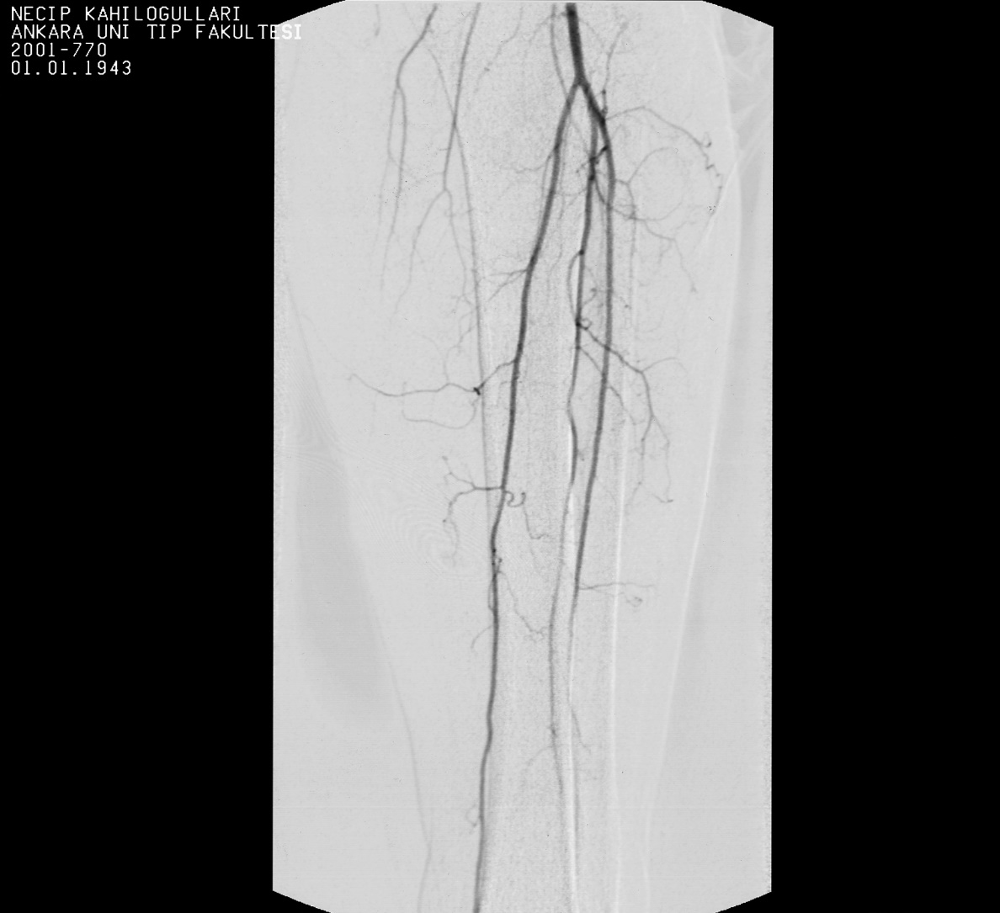 NECIP KAHILOGULLARI
ANKARA UNI TIP FAKULTESI
2001-770
01.01.1943